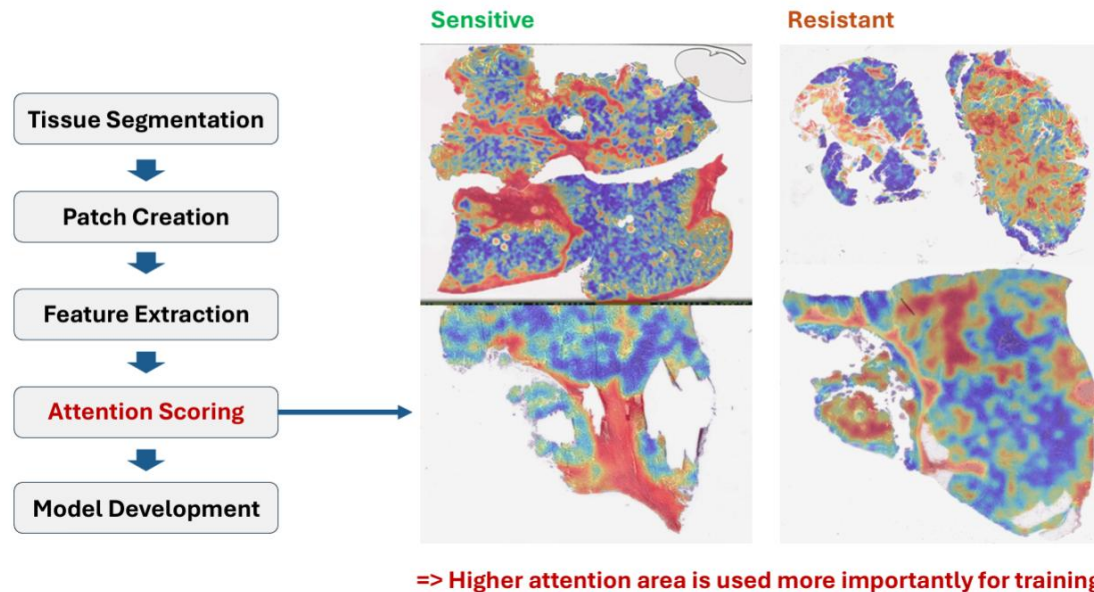 Sensitive
Resistant
Tissue Segmentation
Patch Creation
Feature Extraction
Attention Scoring
Model Development
=> Higher attention area is used more importantly for training